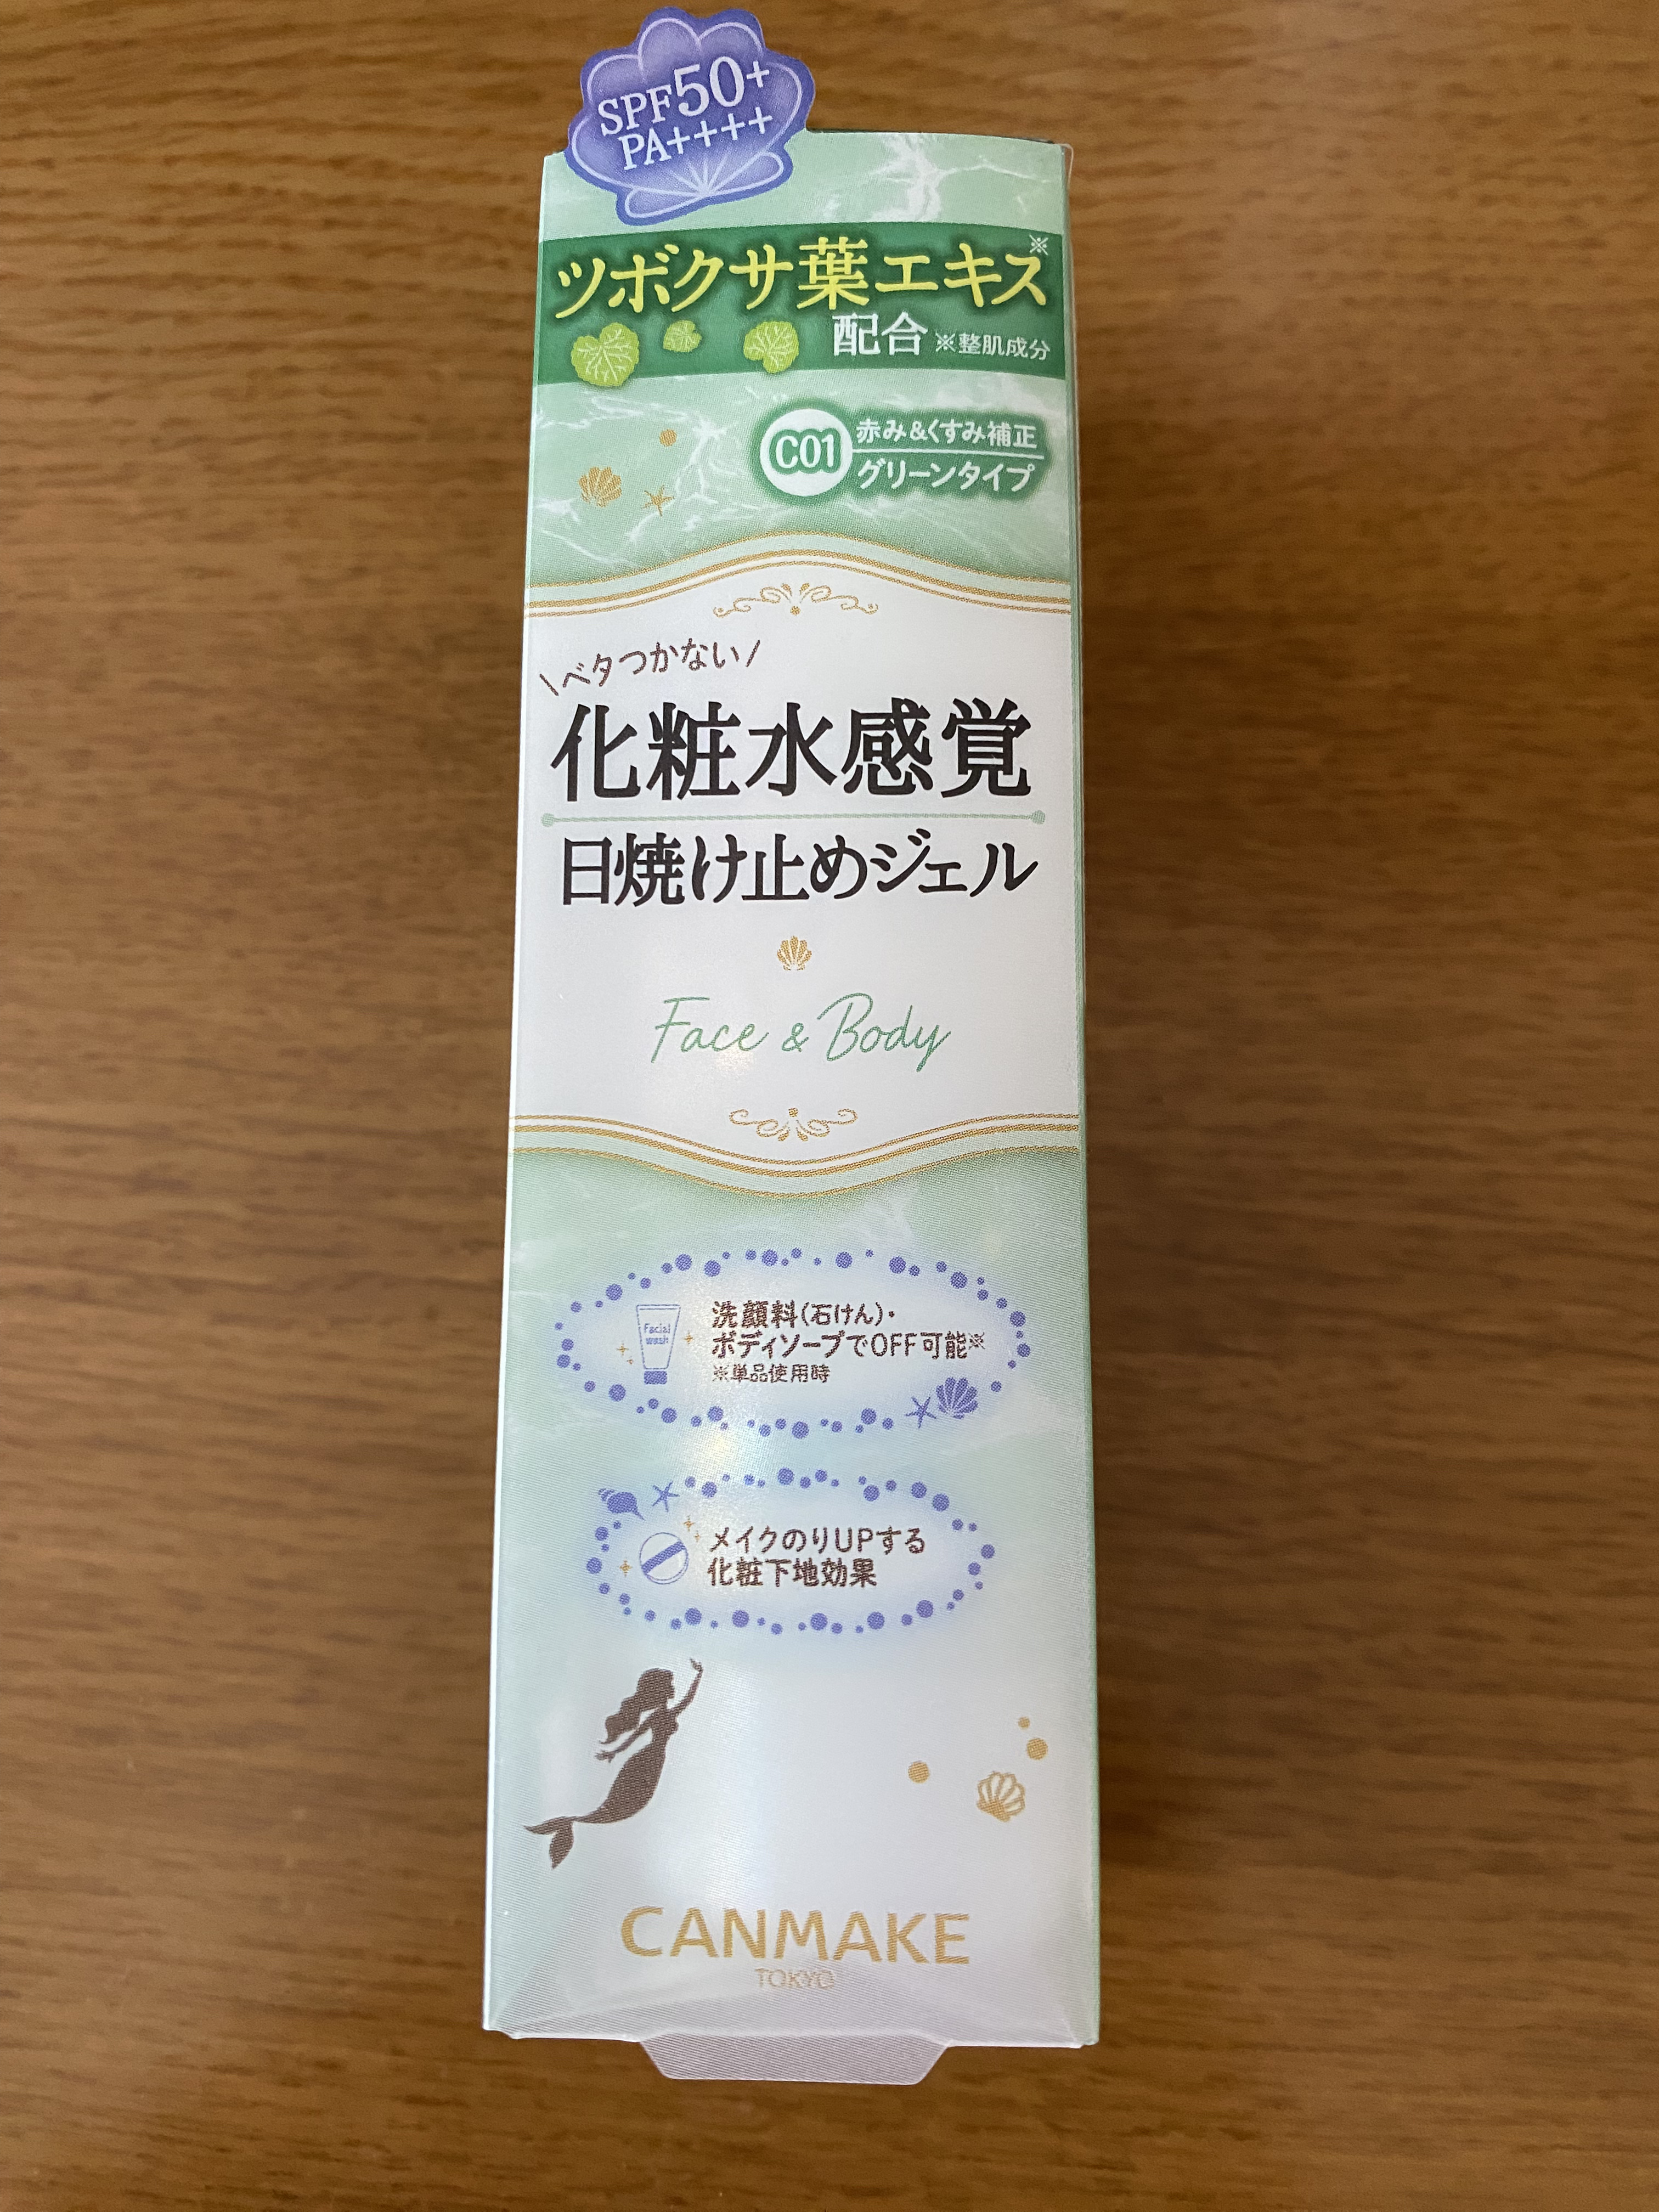 SPF50+
PA++++
ツボクサ葉エキス※
配合 ※整肌成分
C01
赤み&くすみ補正
グリーンタイプ
\ベタつかない/
化粧水感覚
日焼け止めジェル
Face & Body
Facial
wash
洗顔料(石けん)・
ボディソープでOFF可能※
※単品使用時
メイクのりUPする
化粧下地効果
CANMAKE
TOKYO